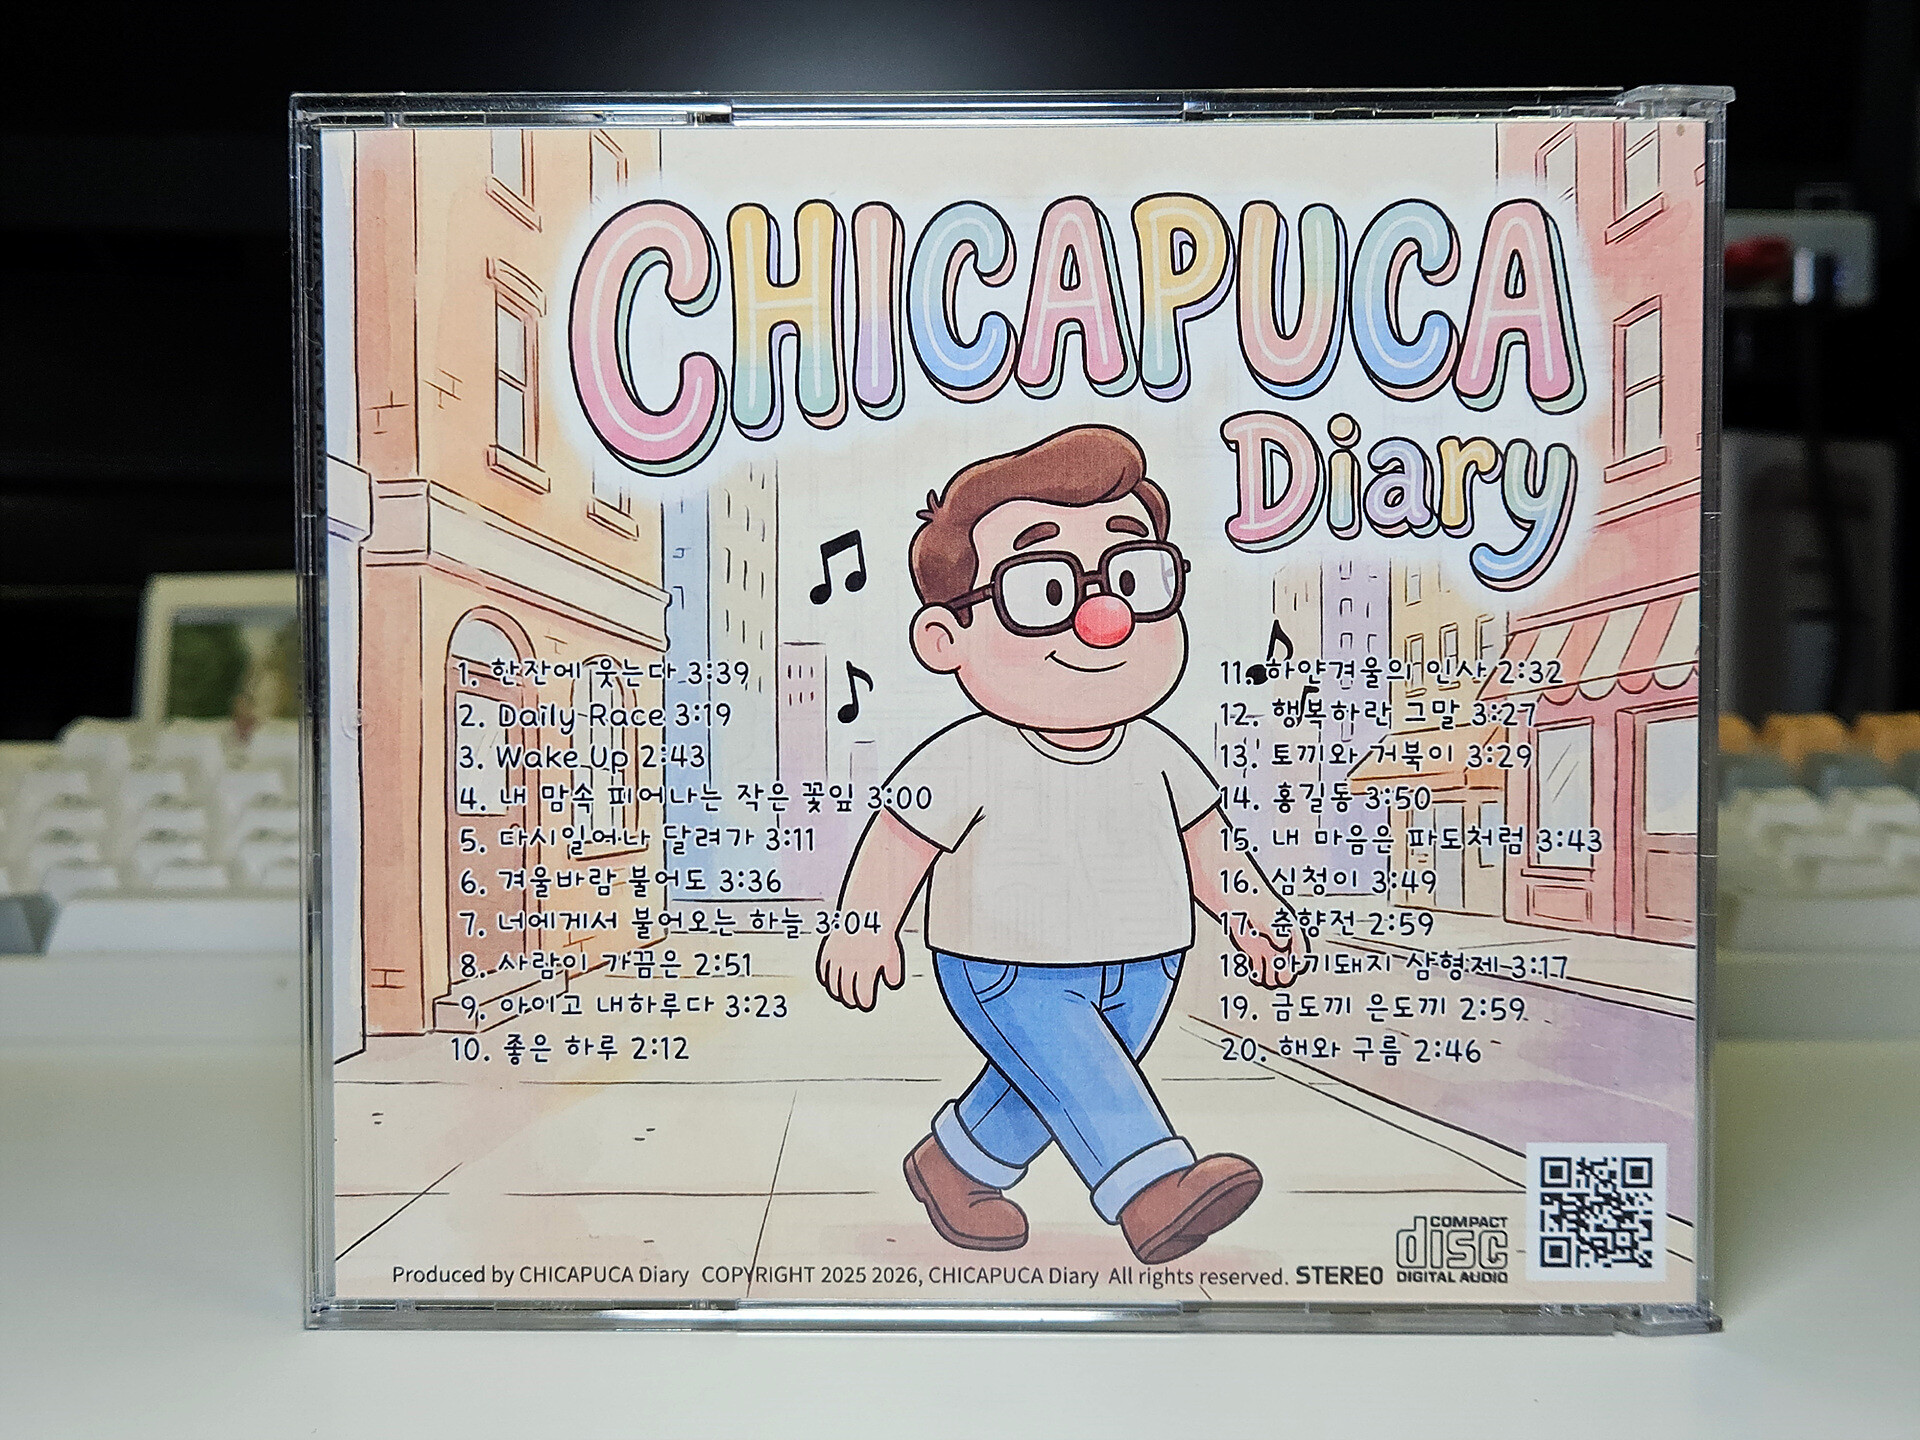 CHICAPUCA
Diary
1. 한잔에 웃는다 3:39
2. Daily Race 3:19
3. Wake Up 2:43
4. 내 맘속 피어나는 작은 꽃잎 3:00
5. 다시일어나 달려가 3:11
6. 겨울바람 불어도 3:36
7. 너에게서 불어오는 하늘 3:04
8. 사람이 가끔은 2:51
9. 아이고 내하루다 3:23
10. 좋은 하루 2:12
11. 하얀겨울의 인사 2:32
12. 행복하란 그말 3:27
13. 토끼와 거북이 3:29
14. 홍길동 3:50
15. 내 마음은 파도처럼 3:43
16. 심청이 3:49
17. 춘향전 2:59
18. 아기돼지 삼형제 3:17
19. 금도끼 은도끼 2:59
20. 해와 구름 2:46
Produced by CHICAPUCA Diary COPYRIGHT 2025 2026, CHICAPUCA Diary All rights reserved. STEREO
COMPACT
disc
DIGITAL AUDIO